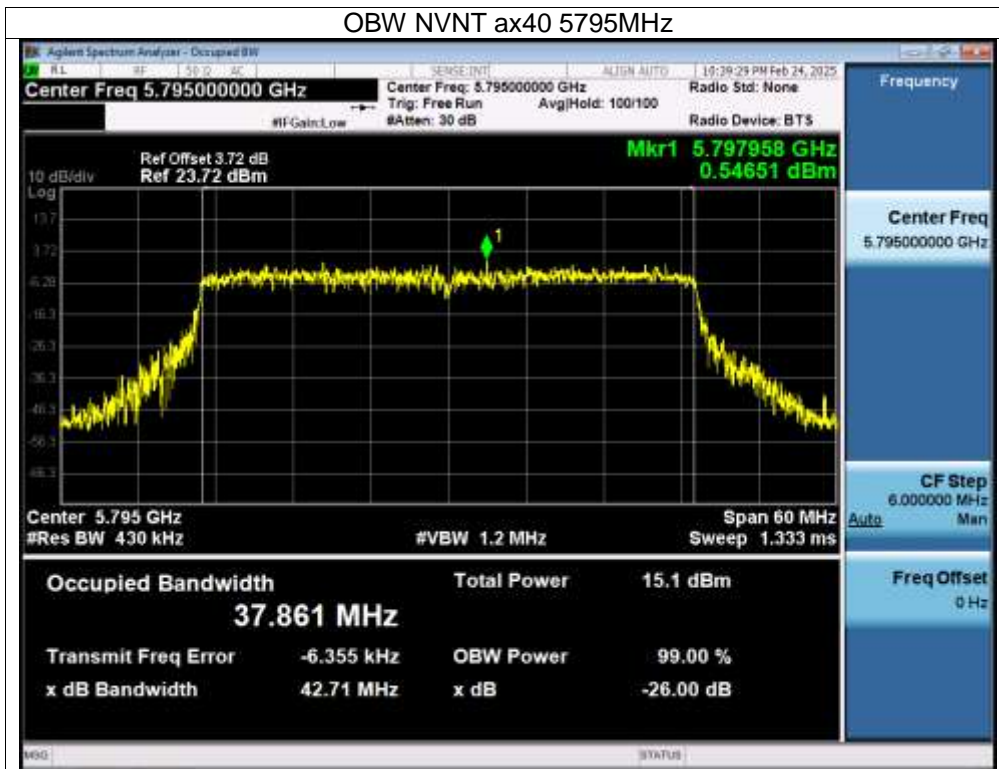 OBW NVNT ax40 5795MHz
Agilent Spectrum Analyzer - Occupied BW
RL RF 50 Ω AC SENSE:INT ALIGN AUTO 10:39:29 PM Feb 24, 2025
Center Freq 5.795000000 GHz
Center Freq: 5.795000000 GHz
Radio Std: None
Trig: Free Run Avg|Hold: 100/100
#IFGain:Low #Atten: 30 dB Radio Device: BTS
Frequency
Ref Offset 3.72 dB
10 dB/div Ref 23.72 dBm
Mkr1 5.797958 GHz
0.54651 dBm
Log
13.7
3.72
-6.28
-16.3
-26.3
-36.3
-46.3
-56.3
-66.3
1
Center Freq
5.795000000 GHz
Center 5.795 GHz Span 60 MHz
#Res BW 430 kHz #VBW 1.2 MHz Sweep 1.333 ms
CF Step
6.000000 MHz
Auto Man
Freq Offset
0 Hz
Occupied Bandwidth Total Power 15.1 dBm
37.861 MHz
Transmit Freq Error -6.355 kHz OBW Power 99.00 %
x dB Bandwidth 42.71 MHz x dB -26.00 dB
MSG STATUS